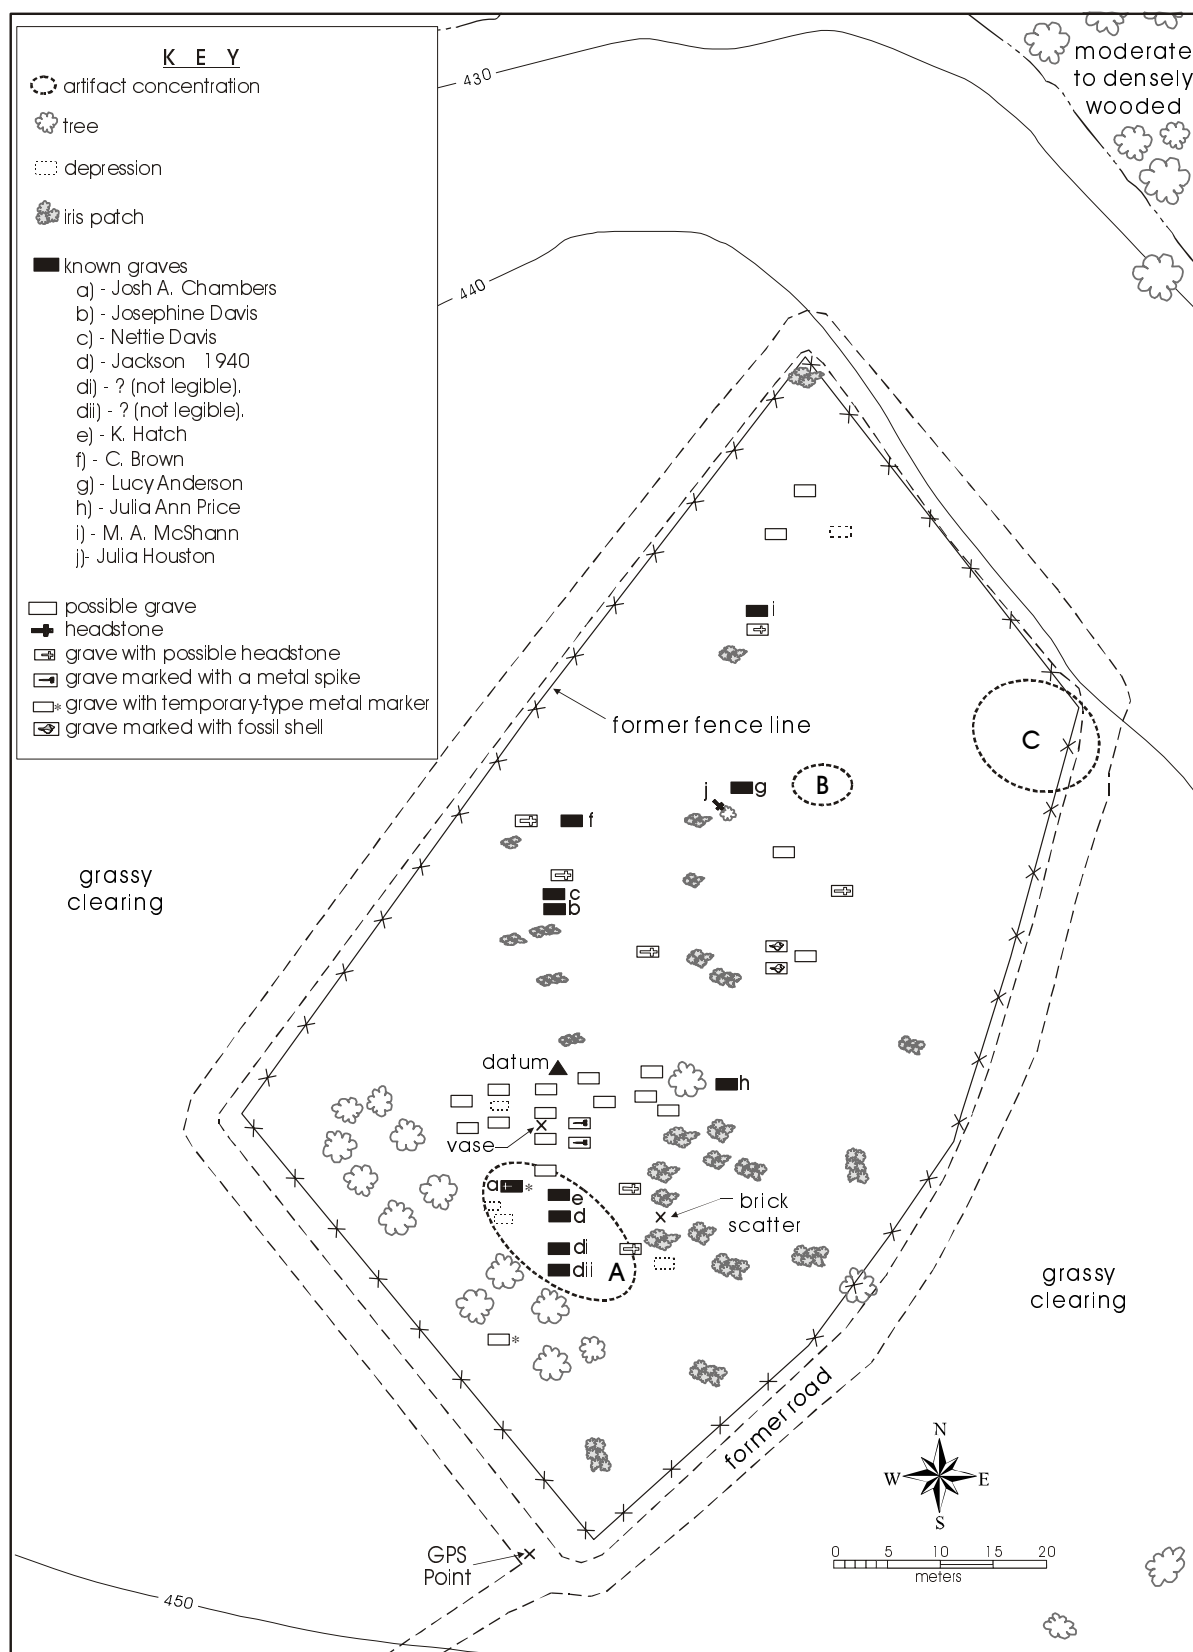 K E Y
artifact concentration
tree
depression
iris patch
known graves
a) - Josh A. Chambers
b) - Josephine Davis
c) - Nettie Davis
d) - Jackson 1940
di) - ? (not legible).
dii) - ? (not legible).
e) - K. Hatch
f) - C. Brown
g) - Lucy Anderson
h) - Julia Ann Price
i) - M. A. McShann
j)- Julia Houston
possible grave
headstone
grave with possible headstone
grave marked with a metal spike
* grave with temporary-type metal marker
grave marked with fossil shell
430
moderate
to densely
wooded
440
i
former fence line
C
j
g
B
f
grassy
clearing
c
b
datum
h
vase
a
*
e
d
di
dii
A
brick
scatter
grassy
clearing
*
former road
N
W
E
S
GPS
Point
0 5 10 15 20
meters
450